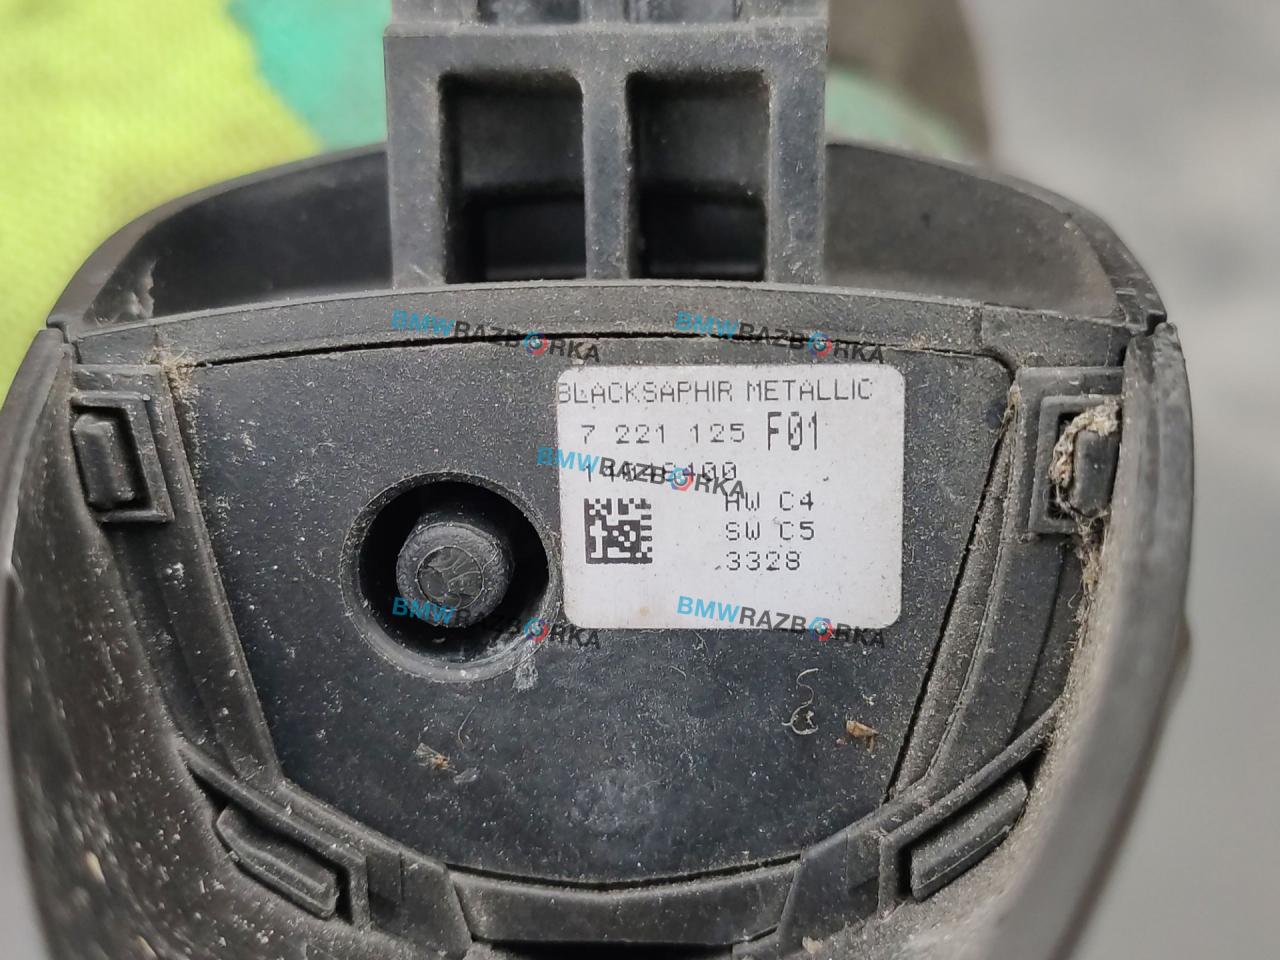 BMWRAZBORKA BMWRAZBORKA
BLACKSAPHIR METALLIC
7 221 125 F01
BMWRAZBORKA
HW C4
SW C5
3328
BMWRAZBORKA BMWRAZBORKA